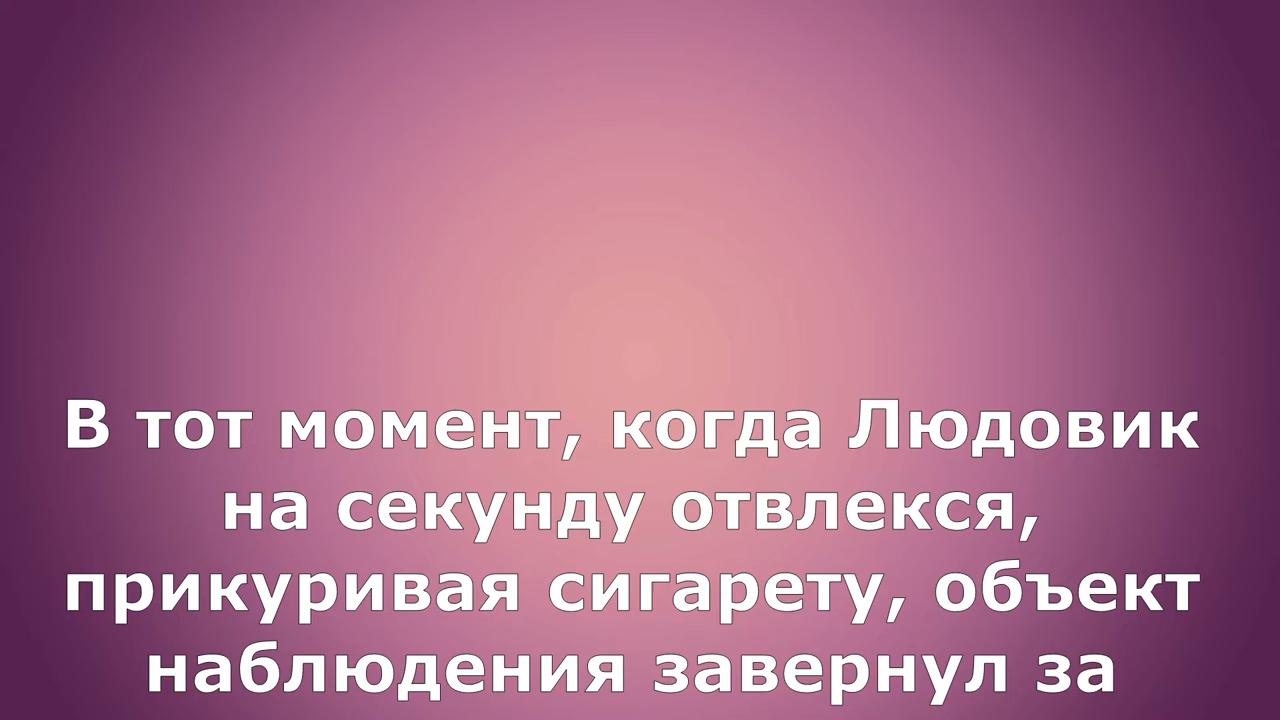 В тот момент, когда Людовик
на секунду отвлекся,
прикуривая сигарету, объект
наблюдения завернул за